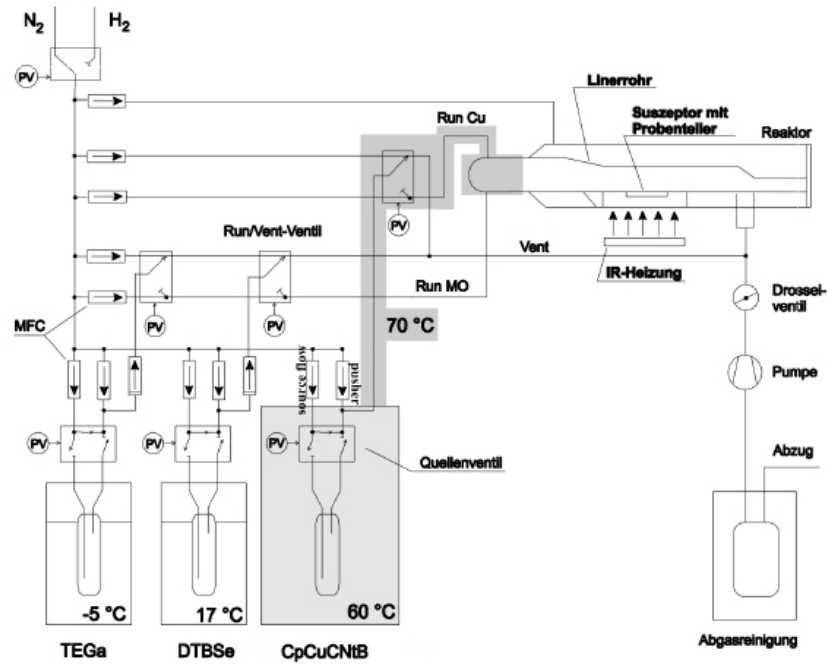 N2
H2
PV
Linerrohr
Suszeptor mit
Probenteller
Reaktor
Run Cu
PV
Run/Vent-Ventil
Vent
IR-Heizung
Run MO
Drossel-
ventil
MFC
PV
PV
70 °C
source flow
pusher
Pumpe
PV
PV
PV
Quellenventil
Abzug
-5 °C
17 °C
60 °C
TEGa
DTBSe
CpCuCNtB
Abgasreinigung